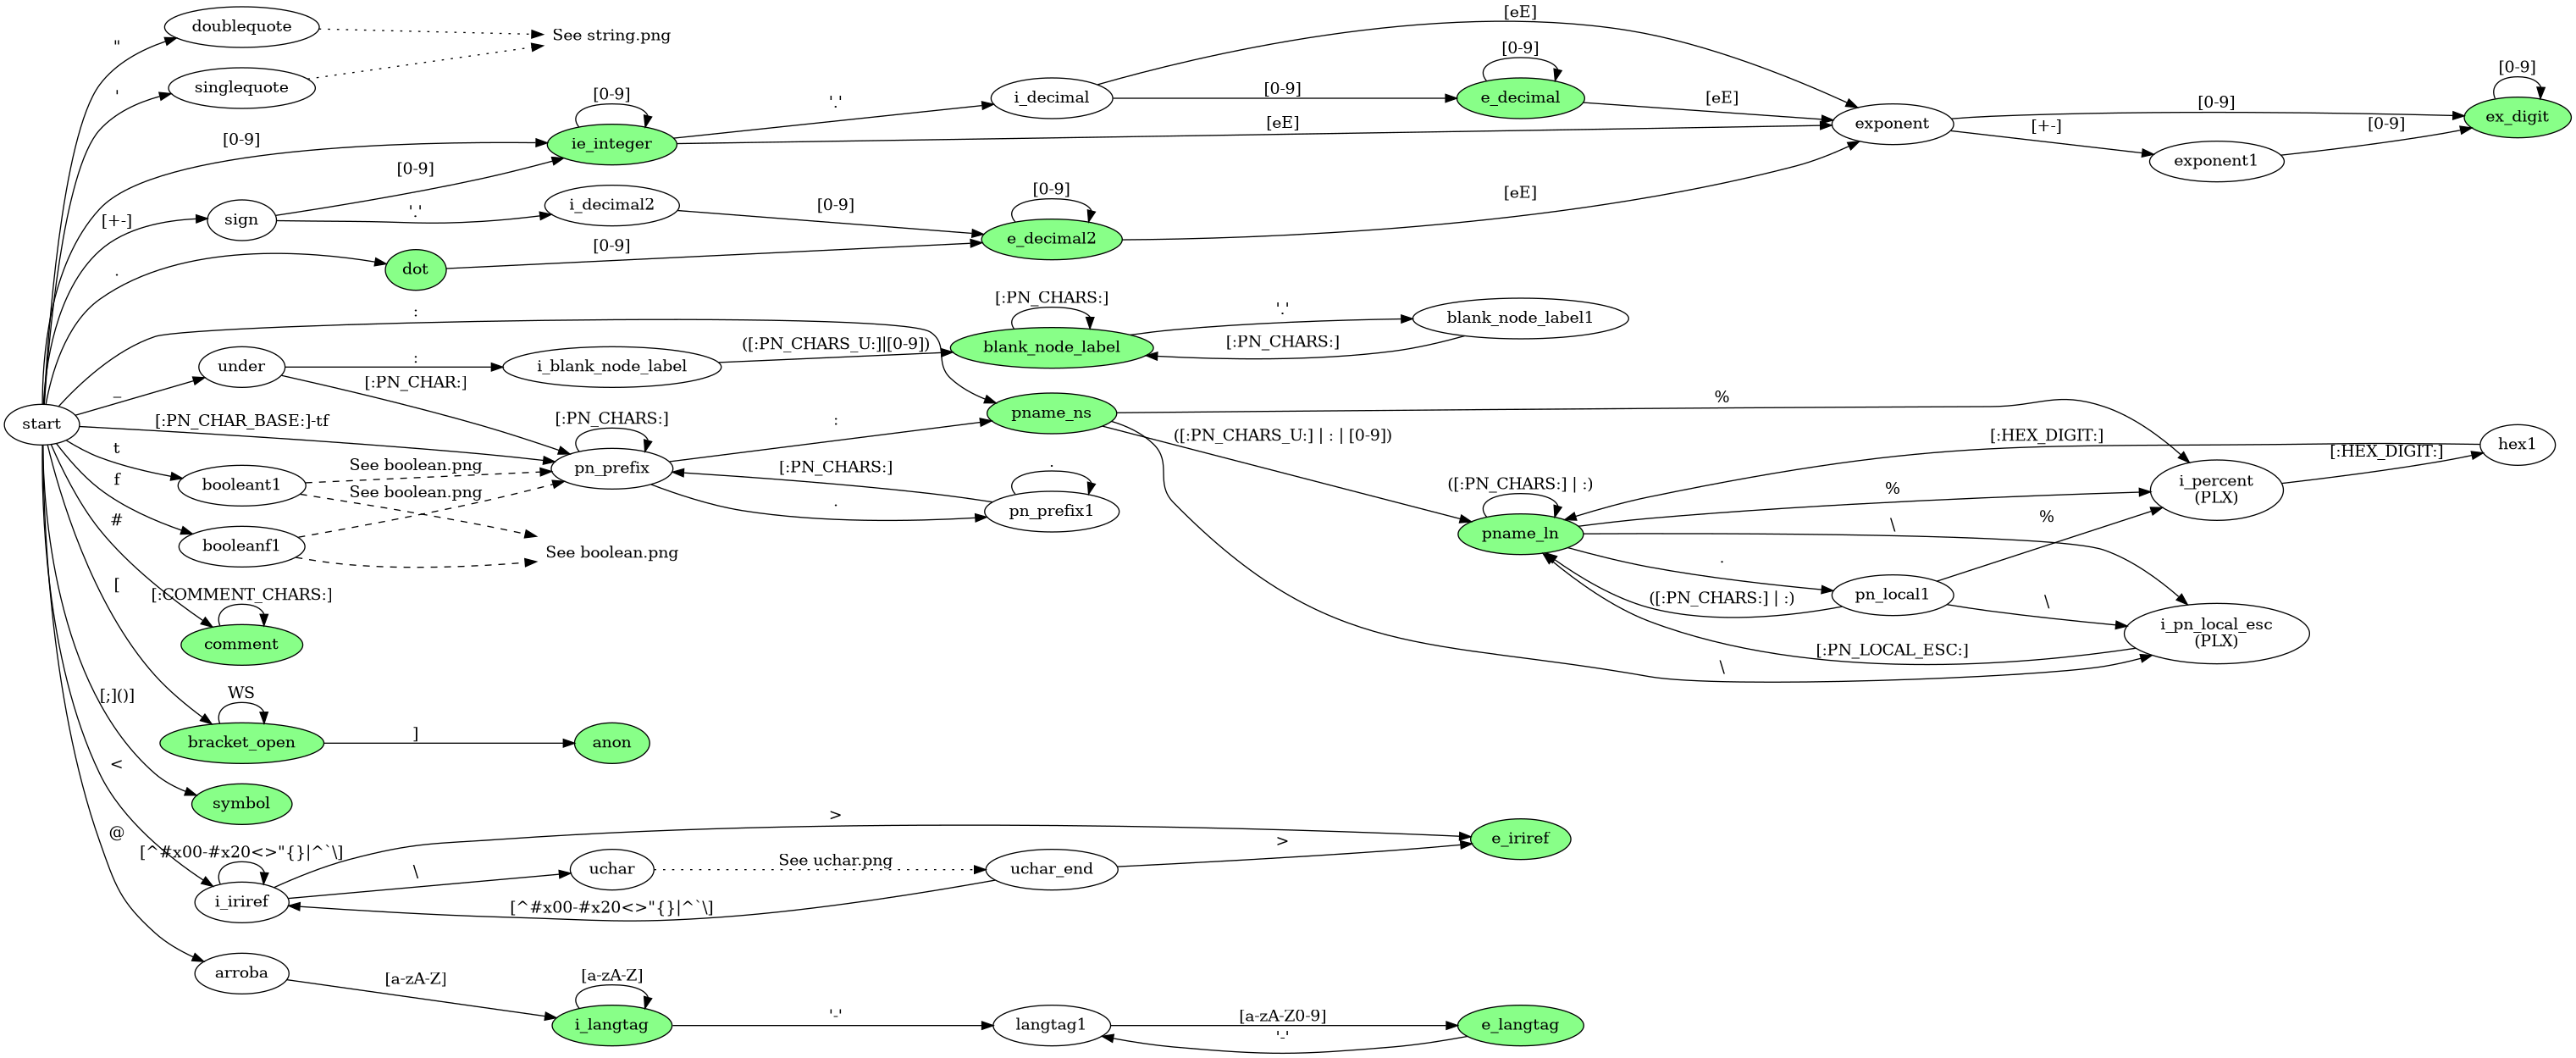 doublequote
"
See string.png
singlequote
'
[eE]
[0-9]
[0-9]
[0-9]
i_decimal
[0-9]
e_decimal
[eE]
exponent
[0-9]
ex_digit
'.'
[0-9]
ie_integer
[eE]
[+-]
exponent1
[0-9]
[0-9]
[+-]
sign
'.'
i_decimal2
[0-9]
[0-9]
e_decimal2
[eE]
.
dot
[0-9]
:
[:PN_CHARS:]
'.'
blank_node_label1
under
:
i_blank_node_label
([:PN_CHARS_U:]|[0-9])
blank_node_label
[:PN_CHARS:]
_
[:PN_CHAR:]
start
[:PN_CHAR_BASE:]-tf
[:PN_CHARS:]
:
pname_ns
%
([:PN_CHARS_U:] | : | [0-9])
[:HEX_DIGIT:]
hex1
t
See boolean.png
pn_prefix
[:PN_CHARS:]
.
[:HEX_DIGIT:]
booleant1
f
See boolean.png
.
pn_prefix1
([:PN_CHARS:] | :)
%
i_percent
(PLX)
booleanf1
#
See boolean.png
pname_ln
\
%
.
[:COMMENT_CHARS:]
[
([:PN_CHARS:] | :)
pn_local1
\
comment
i_pn_local_esc
(PLX)
[:PN_LOCAL_ESC:]
\
[;]()]
WS
bracket_open
]
anon
<
symbol
@
[^#x00-#x20<>"{}|^`\]
>
e_iriref
i_iriref
\
uchar
See uchar.png
uchar_end
>
[^#x00-#x20<>"{}|^`\]
arroba
[a-zA-Z]
[a-zA-Z]
i_langtag
'-'
langtag1
[a-zA-Z0-9]
'-'
e_langtag